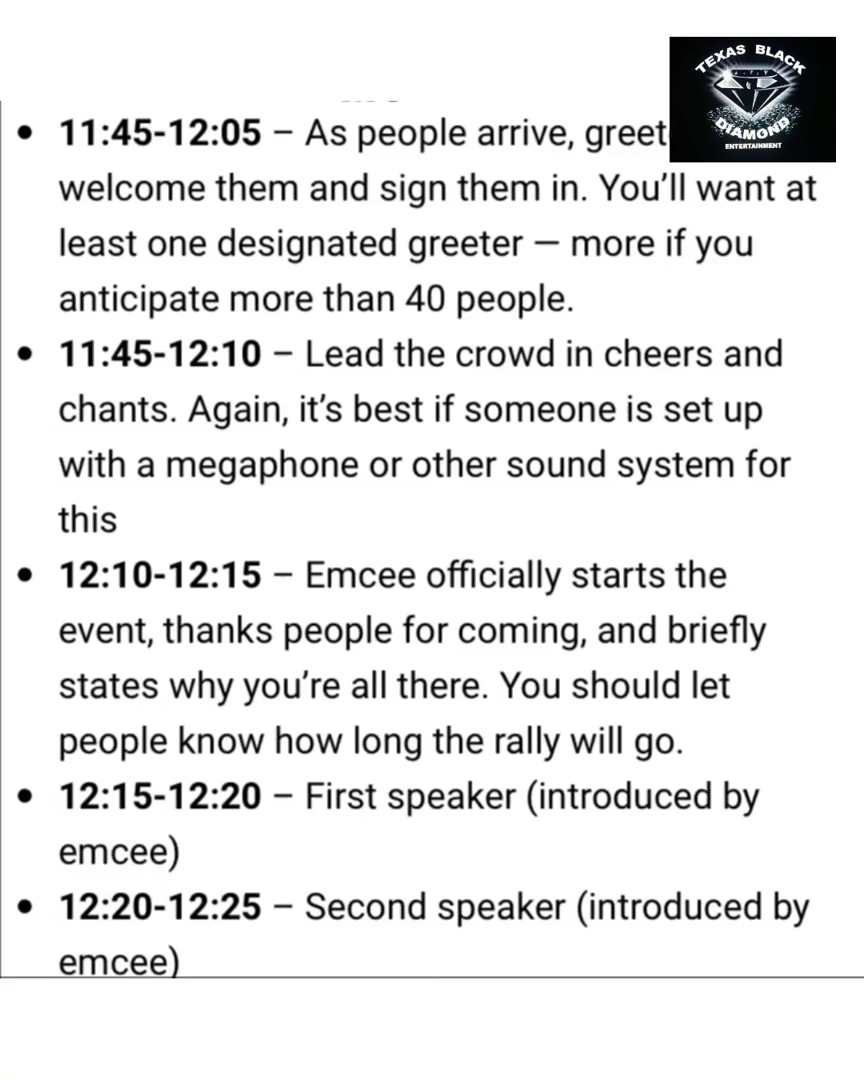 TEXAS BLACK
DIAMOND
ENTERTAINMENT
• 11:45-12:05 – As people arrive, greet
welcome them and sign them in. You’ll want at
least one designated greeter — more if you
anticipate more than 40 people.
• 11:45-12:10 – Lead the crowd in cheers and
chants. Again, it’s best if someone is set up
with a megaphone or other sound system for
this
• 12:10-12:15 – Emcee officially starts the
event, thanks people for coming, and briefly
states why you’re all there. You should let
people know how long the rally will go.
• 12:15-12:20 – First speaker (introduced by
emcee)
• 12:20-12:25 – Second speaker (introduced by
emcee)